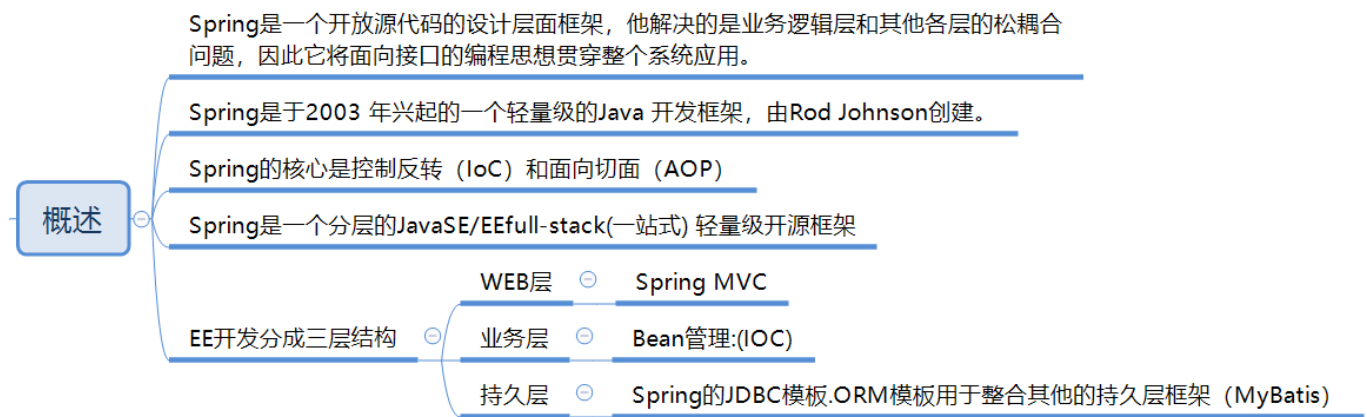 Spring是一个开放源代码的设计层面框架，他解决的是业务逻辑层和其他各层的松耦合
问题，因此它将面向接口的编程思想贯穿整个系统应用。
Spring是于2003 年兴起的一个轻量级的Java 开发框架，由Rod Johnson创建。
Spring的核心是控制反转（IoC）和面向切面（AOP）
概述
Spring是一个分层的JavaSE/EEfull-stack(一站式) 轻量级开源框架
WEB层
Spring MVC
EE开发分成三层结构
业务层
Bean管理:(IOC)
持久层
Spring的JDBC模板.ORM模板用于整合其他的持久层框架（MyBatis）